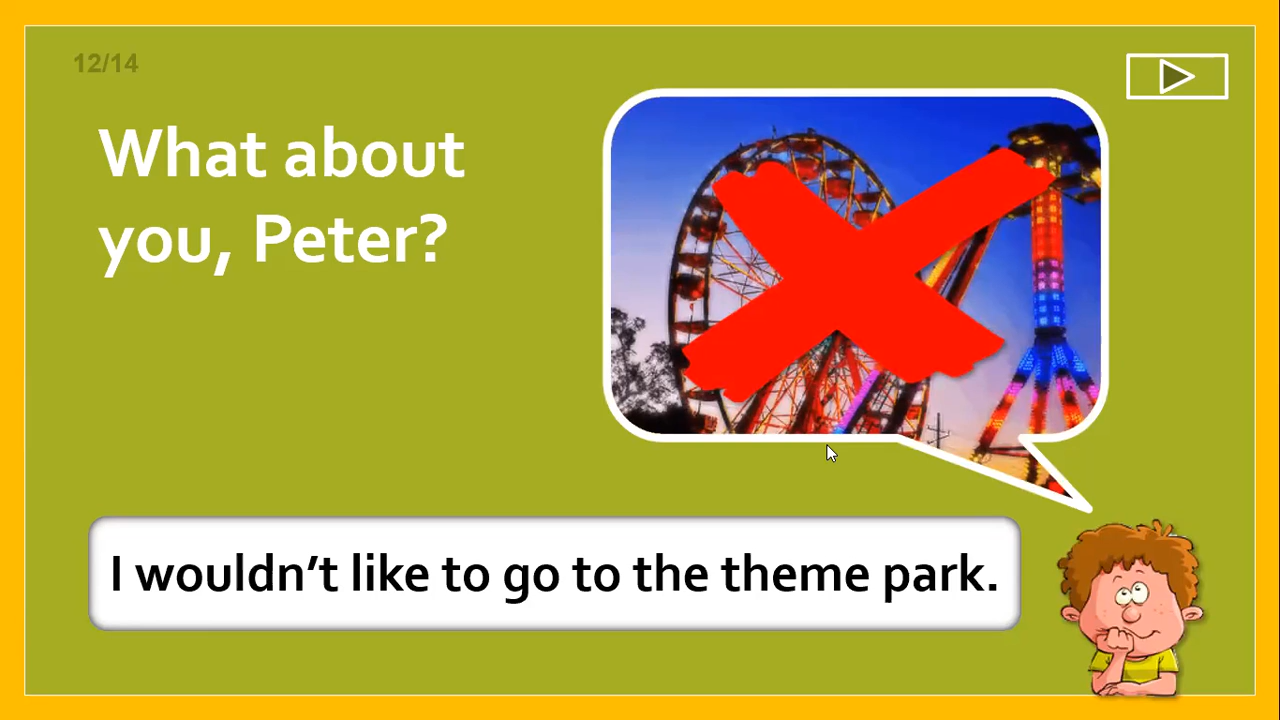 12/14
What about
you, Peter?
I wouldn’t like to go to the theme park.